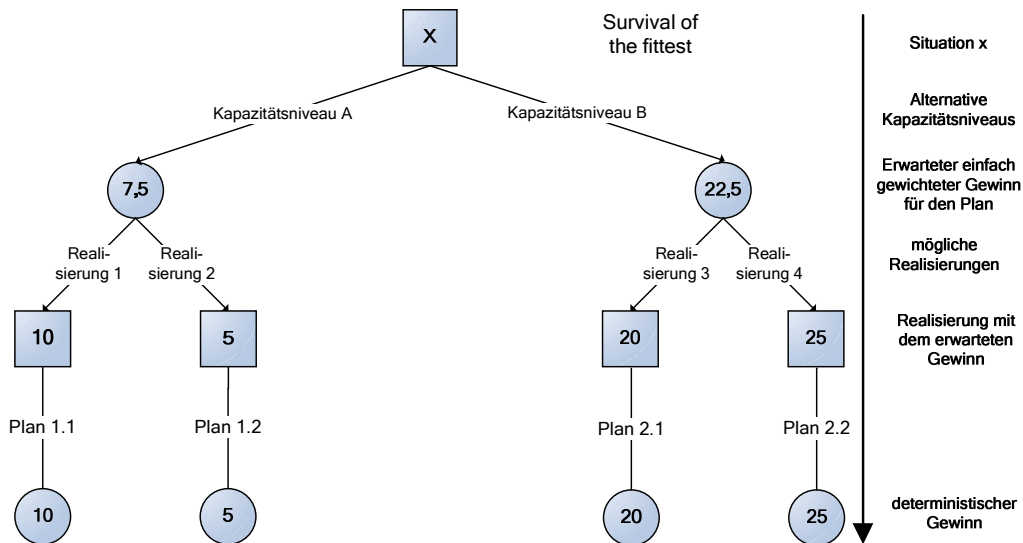 X
Survival of
the fittest
Situation x
Kapazitätsniveau A
Kapazitätsniveau B
Alternative
Kapazitätsniveaus
7,5
22,5
Erwarteter einfach
gewichteter Gewinn
für den Plan
Reali-
sierung 1
Reali-
sierung 2
Reali-
sierung 3
Reali-
sierung 4
mögliche
Realisierungen
10
5
20
25
Realisierung mit
dem erwarteten
Gewinn
Plan 1.1
Plan 1.2
Plan 2.1
Plan 2.2
10
5
20
25
deterministischer
Gewinn